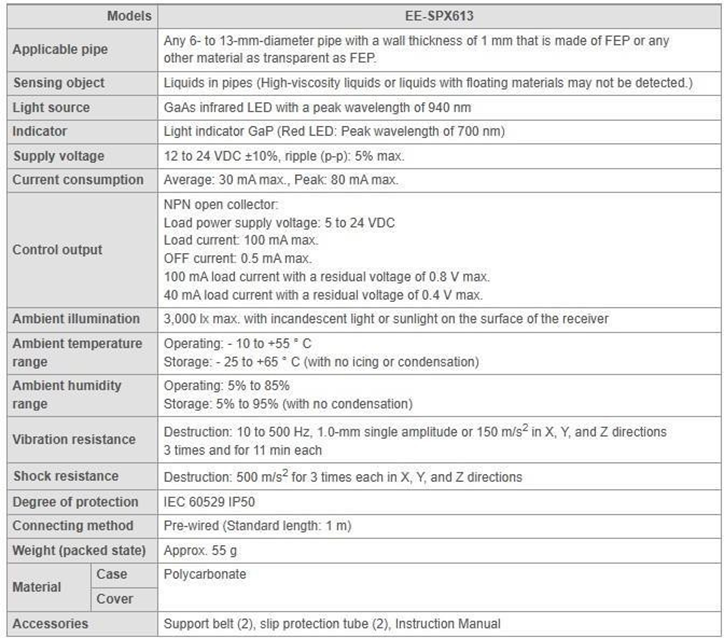 Models EE-SPX613
Applicable pipe Any 6- to 13-mm-diameter pipe with a wall thickness of 1 mm that is made of FEP or any
other material as transparent as FEP.
Sensing object Liquids in pipes (High-viscosity liquids or liquids with floating materials may not be detected.)
Light source GaAs infrared LED with a peak wavelength of 940 nm
Indicator Light indicator GaP (Red LED: Peak wavelength of 700 nm)
Supply voltage 12 to 24 VDC ±10%, ripple (p-p): 5% max.
Current consumption Average: 30 mA max., Peak: 80 mA max.
Control output
NPN open collector:
Load power supply voltage: 5 to 24 VDC
Load current: 100 mA max.
OFF current: 0.5 mA max.
100 mA load current with a residual voltage of 0.8 V max.
40 mA load current with a residual voltage of 0.4 V max.
Ambient illumination 3,000 lx max. with incandescent light or sunlight on the surface of the receiver
Ambient temperature
range
Operating: - 10 to +55 ° C
Storage: - 25 to +65 ° C (with no icing or condensation)
Ambient humidity
range
Operating: 5% to 85%
Storage: 5% to 95% (with no condensation)
Vibration resistance
Destruction: 10 to 500 Hz, 1.0-mm single amplitude or 150 m/s² in X, Y, and Z directions
3 times and for 11 min each
Shock resistance Destruction: 500 m/s² for 3 times each in X, Y, and Z directions
Degree of protection IEC 60529 IP50
Connecting method Pre-wired (Standard length: 1 m)
Weight (packed state) Approx. 55 g
Material
Case Polycarbonate
Cover
Accessories Support belt (2), slip protection tube (2), Instruction Manual